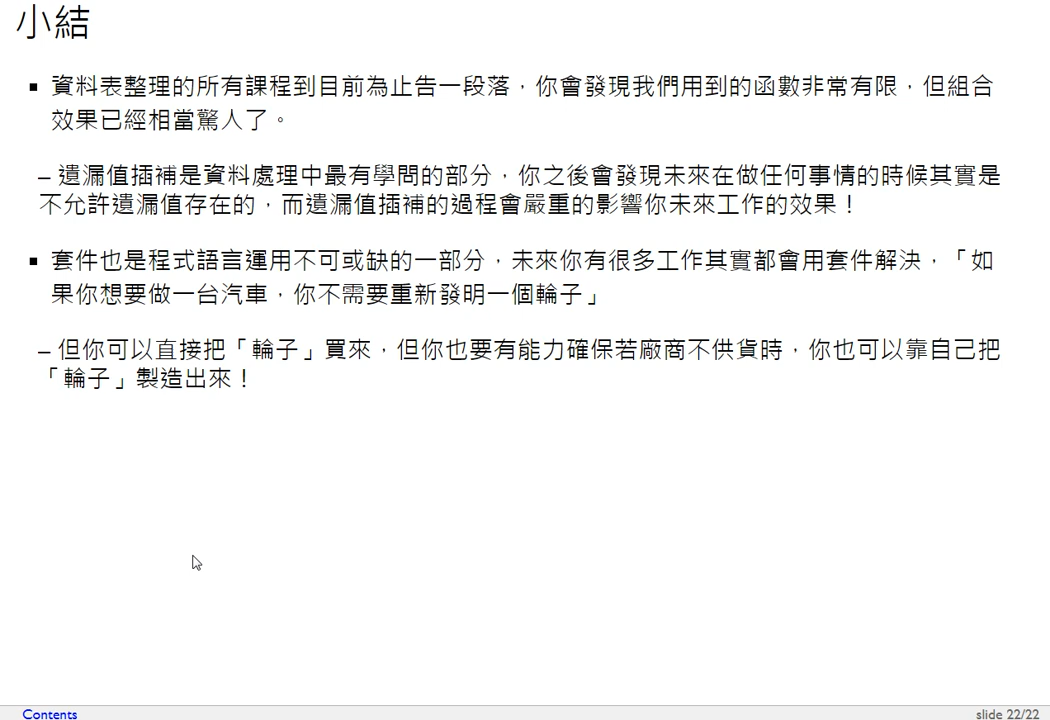 小結
▪ 資料表整理的所有課程到目前為止告一段落，你會發現我們用到的函數非常有限，但組合
效果已經相當驚人了。
– 遺漏值插補是資料處理中最有學問的部分，你之後會發現未來在做任何事情的時候其實是
不允許遺漏值存在的，而遺漏值插補的過程會嚴重的影響你未來工作的效果！
▪ 套件也是程式語言運用不可或缺的一部分，未來你有很多工作其實都會用套件解決，「如
果你想要做一台汽車，你不需要重新發明一個輪子」
– 但你可以直接把「輪子」買來，但你也要有能力確保若廠商不供貨時，你也可以靠自己把
「輪子」製造出來！
Contents
slide 22/22